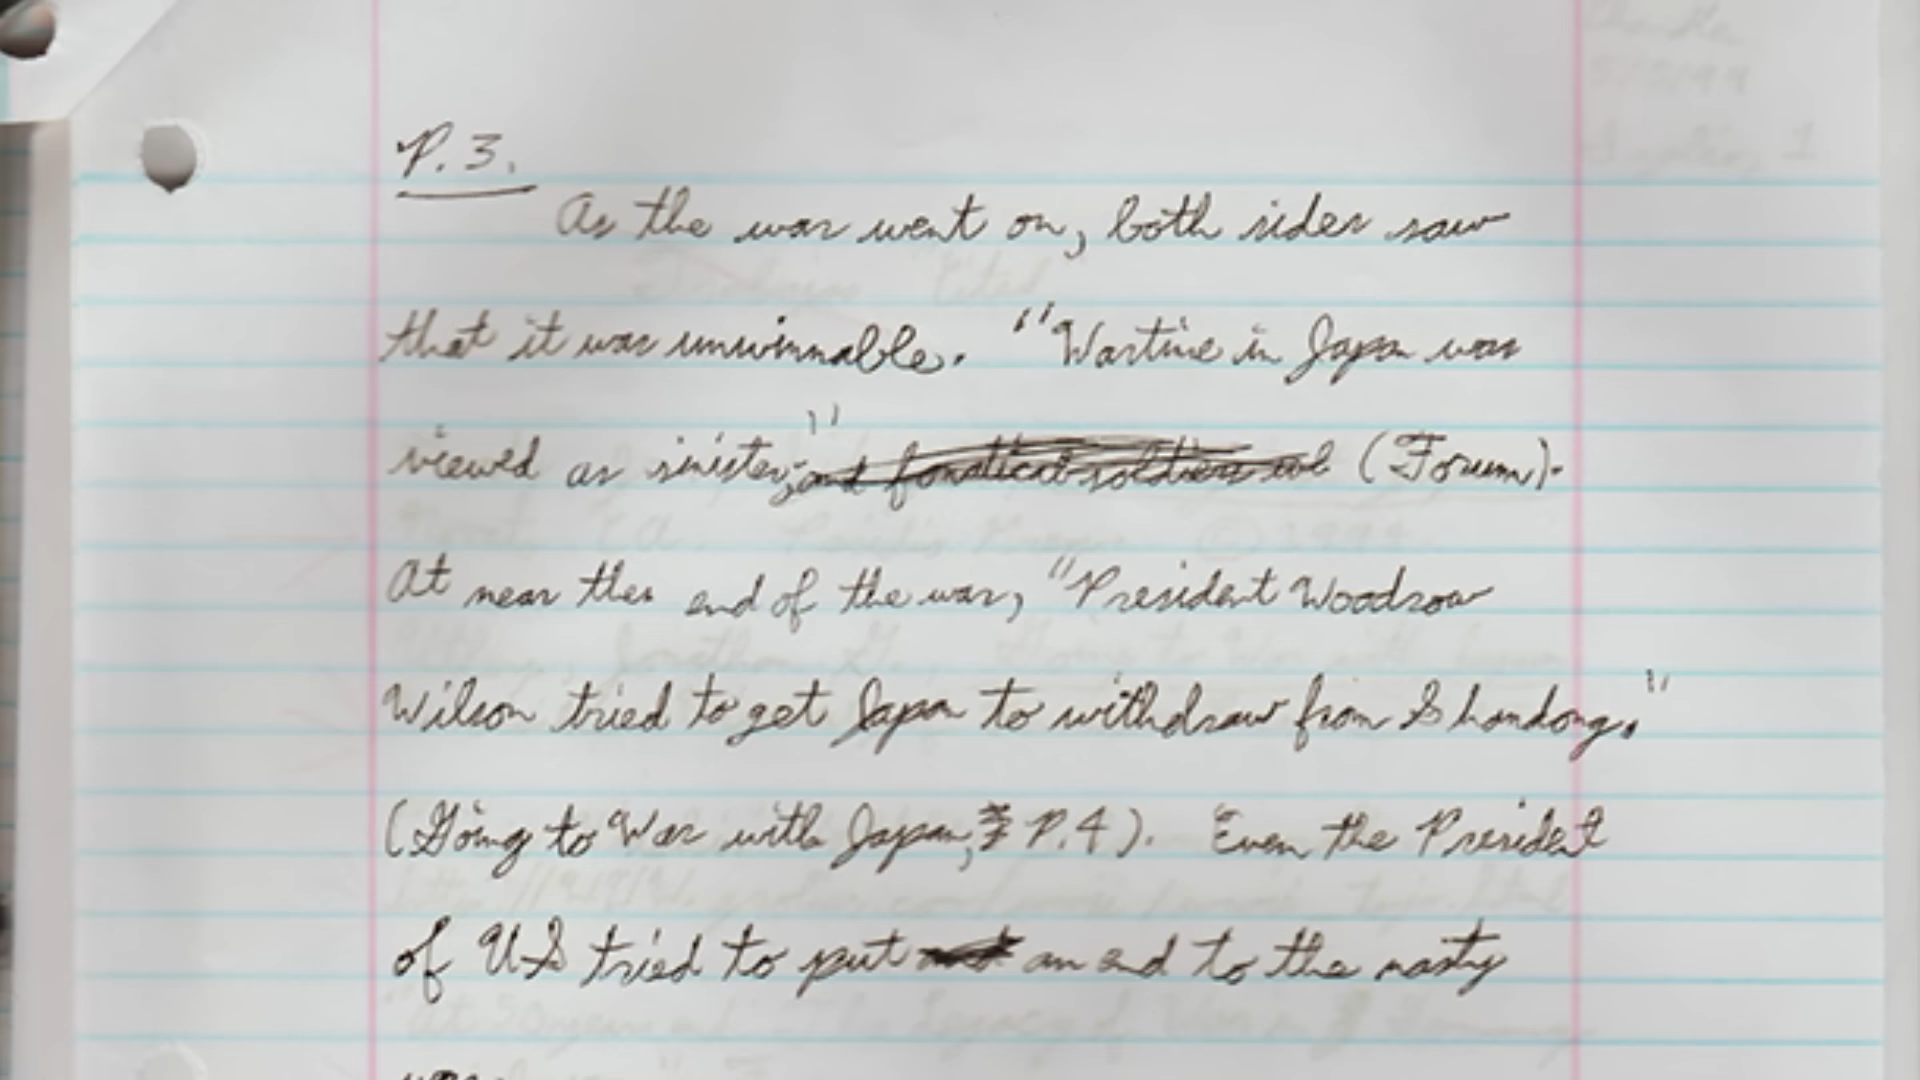 P. 3.
As the war went on, both sides saw
that it was unwinnable. "Wartime in Japan was
viewed as sinister," and fanatical soldiers (Forum).
At near the end of the war, "President Woodrow
Wilson tried to get Japan to withdraw from Shandong."
(Going to War with Japan, P.4). Even the President
of US tried to put an end to the nasty